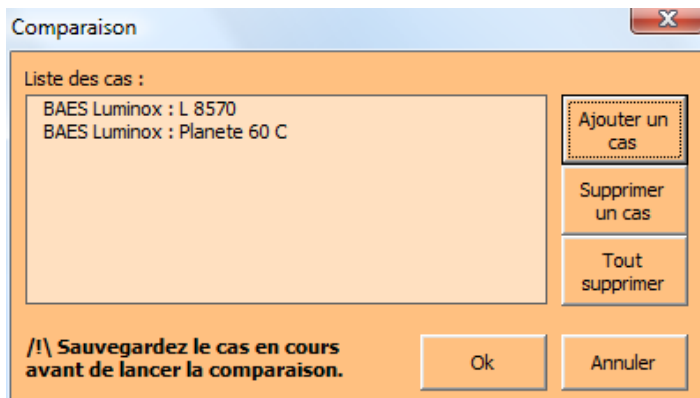 Comparaison
Liste des cas :
BAES Luminox : L 8570
BAES Luminox : Planete 60 C
Ajouter un
cas
Supprimer
un cas
Tout
supprimer
/!\ Sauvegardez le cas en cours
avant de lancer la comparaison.
Ok
Annuler